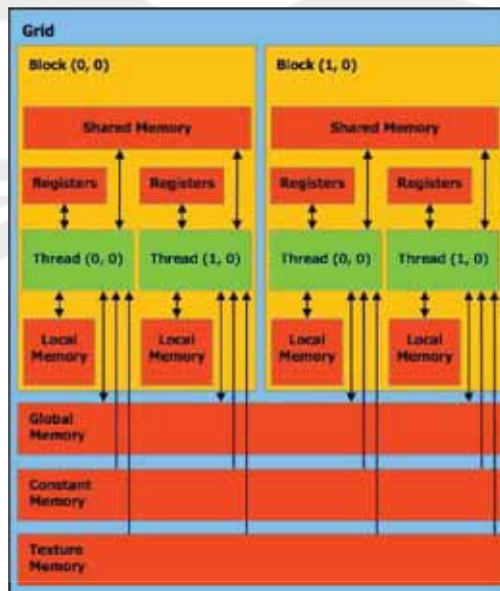 Grid
Block (0, 0)
Shared Memory
Registers
Registers
Thread (0, 0)
Thread (1, 0)
Local
Memory
Local
Memory
Block (1, 0)
Shared Memory
Registers
Registers
Thread (0, 0)
Thread (1, 0)
Local
Memory
Local
Memory
Global
Memory
Constant
Memory
Texture
Memory